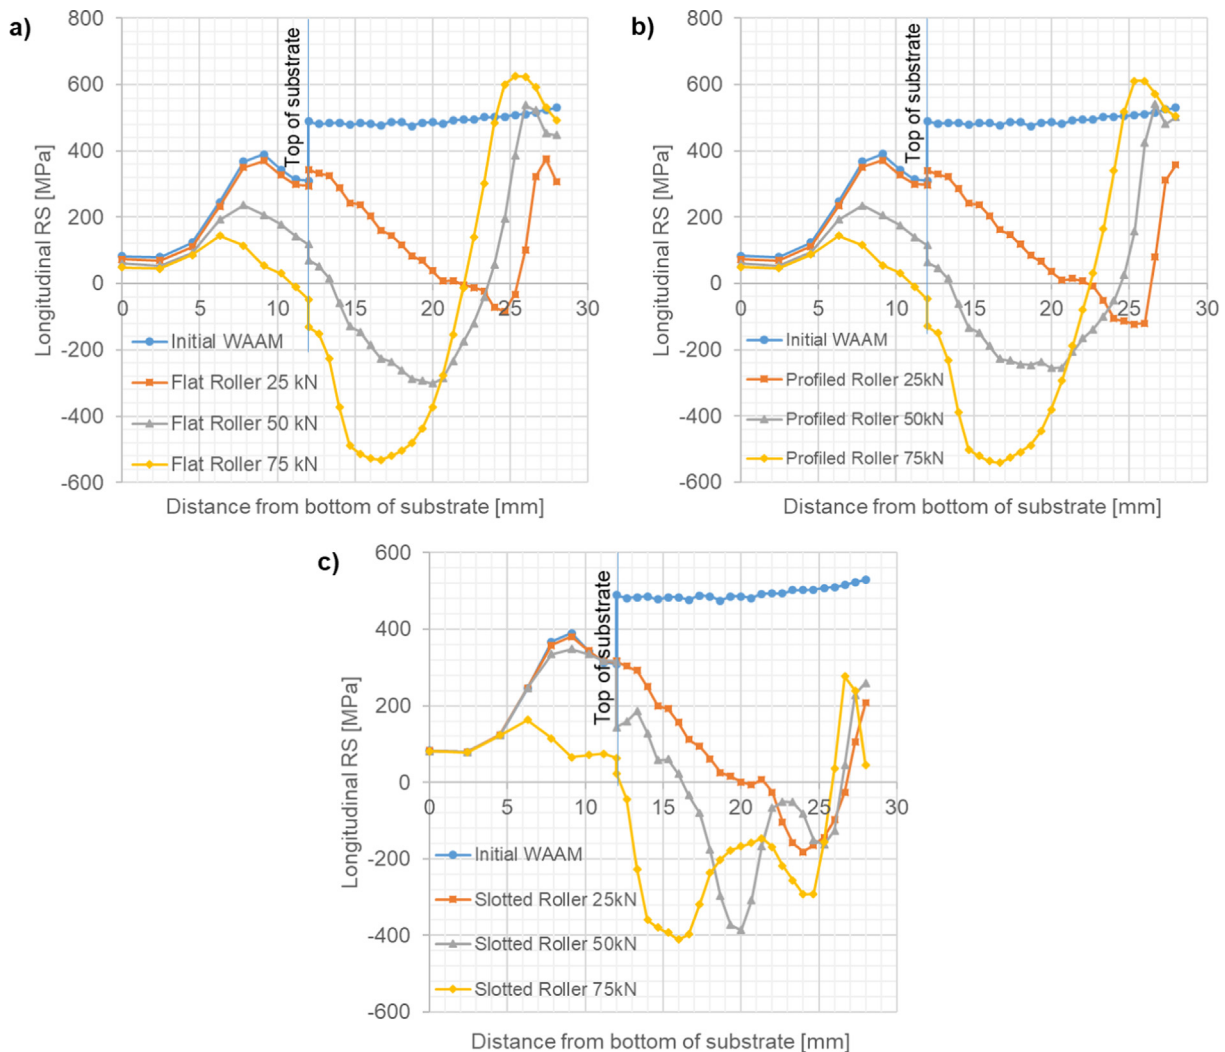 a)
800
600
400
200
0
-200
-400
-600
0
5
10
15
20
25
30
Top of substrate
Longitudinal RS [MPa]
Initial WAAM
Flat Roller 25 kN
Flat Roller 50 kN
Flat Roller 75 kN
Distance from bottom of substrate [mm]
b)
800
600
400
200
0
-200
-400
-600
0
5
10
15
20
25
30
Top of substrate
Longitudinal RS [MPa]
Initial WAAM
Profiled Roller 25kN
Profiled Roller 50kN
Profiled Roller 75kN
Distance from bottom of substrate [mm]
c)
600
400
200
0
-200
-400
-600
0
5
10
15
20
25
30
Top of substrate
Longitudinal RS [MPa]
Initial WAAM
Slotted Roller 25kN
Slotted Roller 50kN
Slotted Roller 75kN
Distance from bottom of substrate [mm]